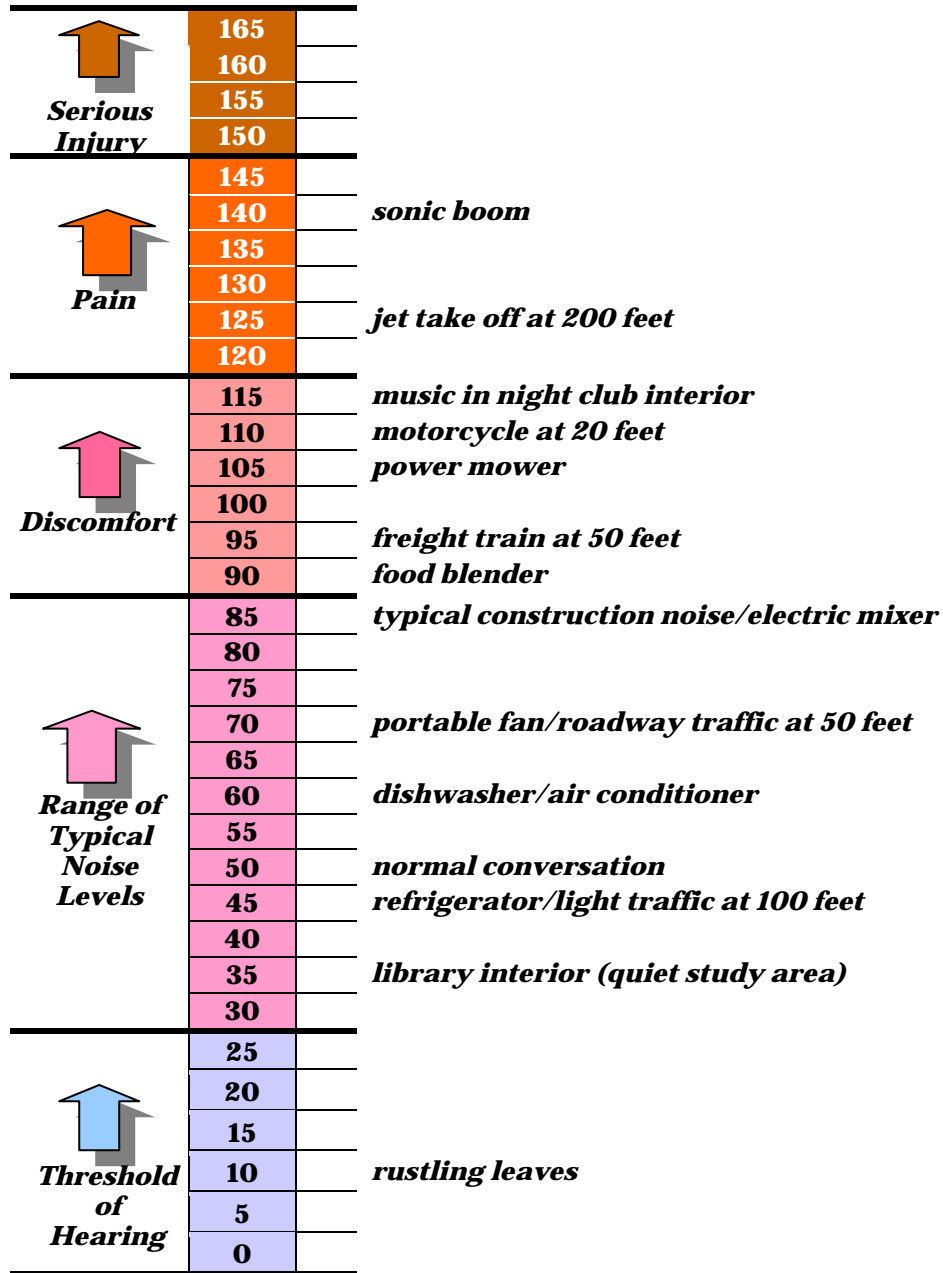 165
160
155
Serious
Injury
150
145
140 sonic boom
135
130
Pain
125 jet take off at 200 feet
120
115 music in night club interior
110 motorcycle at 20 feet
105 power mower
100
Discomfort
95 freight train at 50 feet
90 food blender
85 typical construction noise/electric mixer
80
75
70 portable fan/roadway traffic at 50 feet
65
60 dishwasher/air conditioner
Range of
Typical
Noise
Levels
55
50 normal conversation
45 refrigerator/light traffic at 100 feet
40
35 library interior (quiet study area)
30
25
20
15
10 rustling leaves
Threshold
of
Hearing
5
0